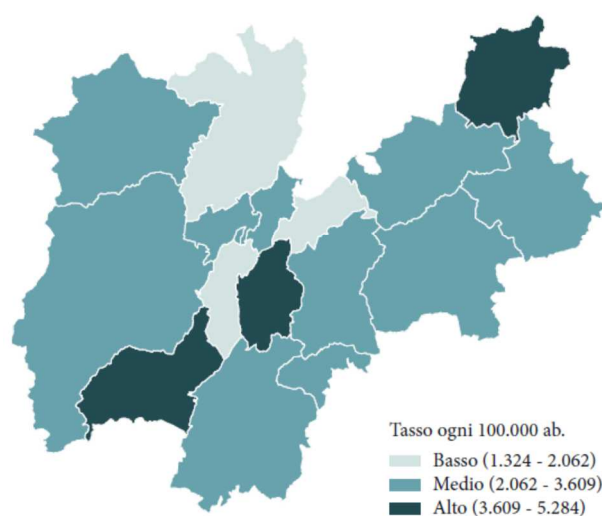 Tasso ogni 100.000 ab.
Basso (1.324 - 2.062)
Medio (2.062 - 3.609)
Alto (3.609 - 5.284)